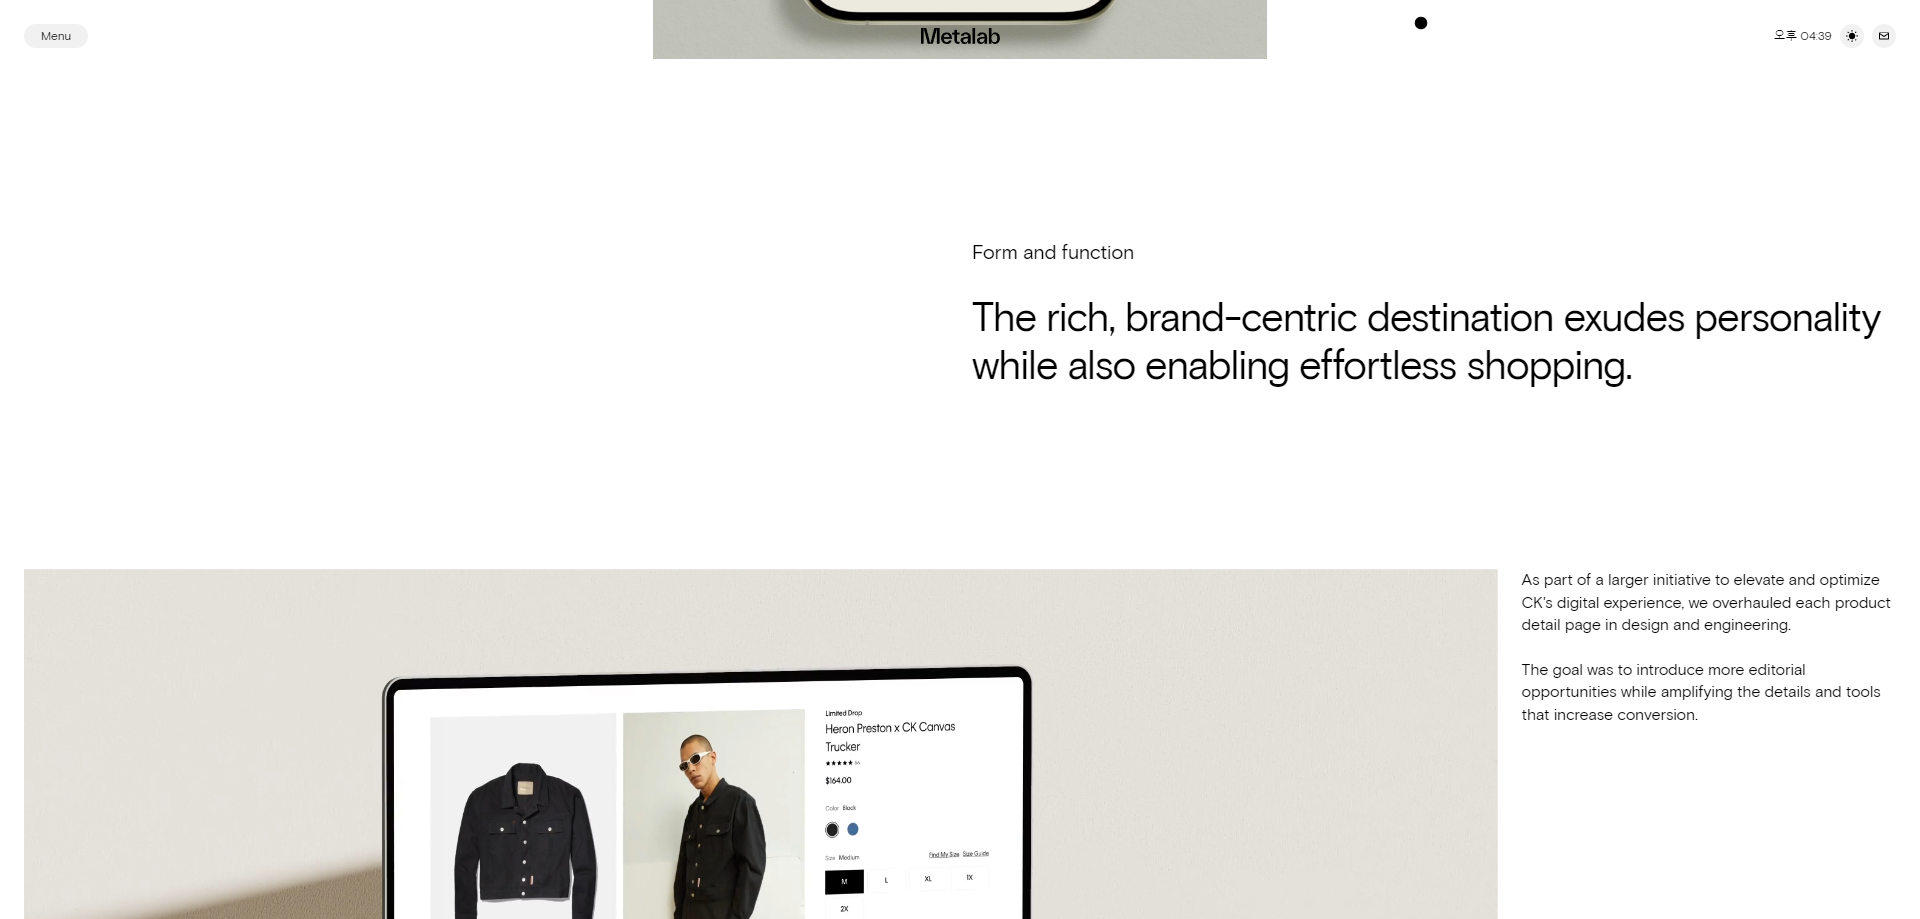 Menu
Metalab
오후 04:39
Form and function
The rich, brand-centric destination exudes personality
while also enabling effortless shopping.
As part of a larger initiative to elevate and optimize
CK's digital experience, we overhauled each product
detail page in design and engineering.
The goal was to introduce more editorial
opportunities while amplifying the details and tools
that increase conversion.
Limited Drop
Heron Preston x CK Canvas
Trucker
$164.00
Color Black
Size Medium
Find My Size Size Guide
M L XL 1X
2X